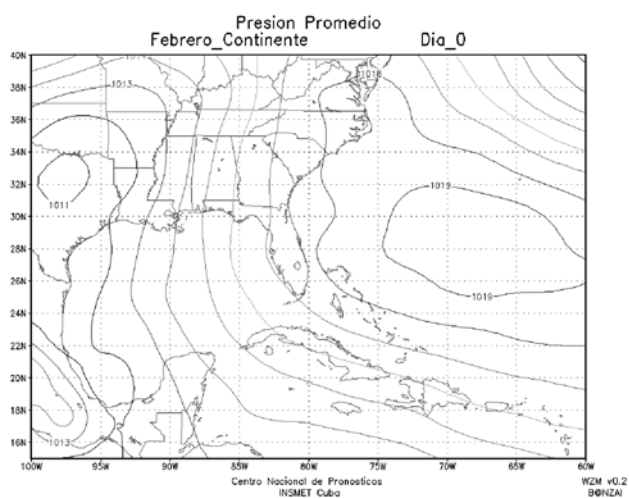 Presion Promedio
Febrero_Continente Dia_0
40N
38N
36N
34N
32N
30N
28N
26N
24N
22N
20N
18N
16N
1013
1018
1011
1019
1019
1013
100W 95W 90W 85W 80W 75W 70W 65W 60W
Centro Nacional de Pronosticos
INSMET Cuba
WZM v0.2
B@NZAI